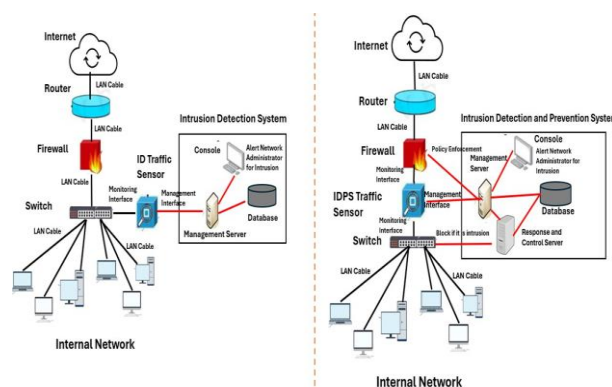 Internet
LAN Cable
Router
LAN Cable
Firewall
LAN Cable
Switch
Monitoring
Interface
ID Traffic
Sensor
Management
Interface
Intrusion Detection System
Console
Alert Network
Administrator
for Intrusion
Database
Management Server
LAN Cable
LAN Cable
LAN Cable
Internal Network
Internet
LAN Cable
Router
LAN Cable
Firewall
Policy Enforcement
Monitoring
Interface
IDPS Traffic
Sensor
Management
Interface
Monitoring
Interface
Switch
Block if it is intrusion
Intrusion Detection and Prevention System
Console
Management
Server
Alert Network
Administrator for
Intrusion
Database
Response and
Control Server
LAN Cable
LAN Cable
Internal Network